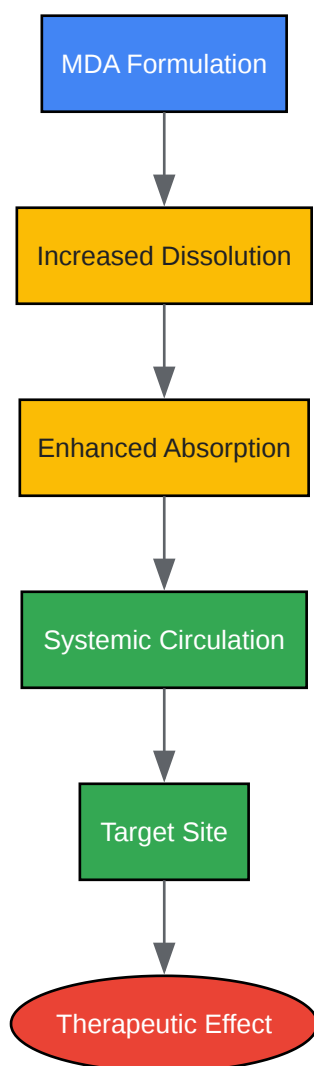 MDA Formulation
Increased Dissolution
Enhanced Absorption
Systemic Circulation
Target Site
Therapeutic Effect